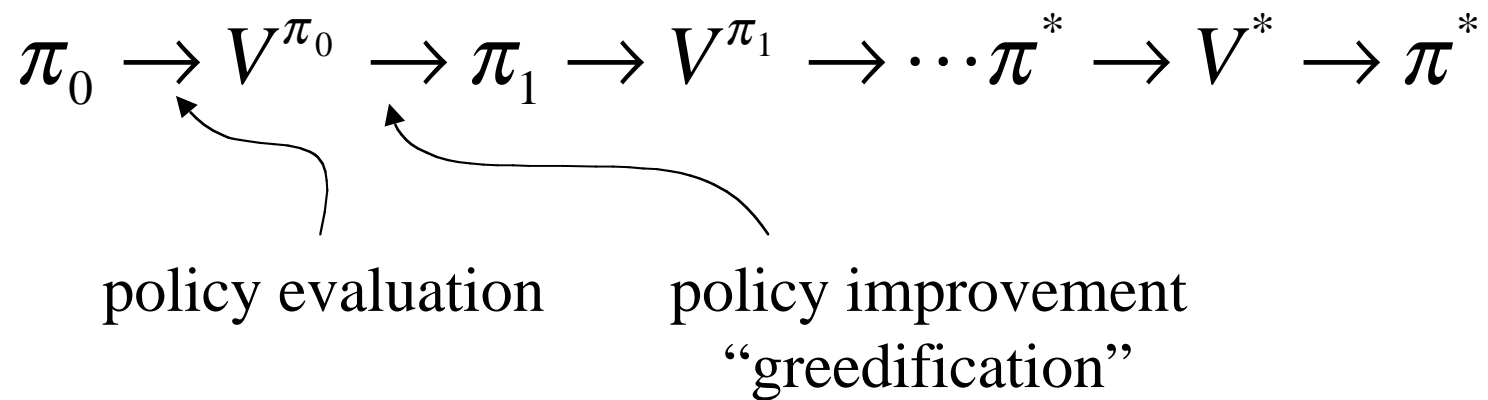 π₀ → V^π₀ → π₁ → V^π₁ → ⋯ π* → V* → π*
policy evaluation policy improvement
“greedification”